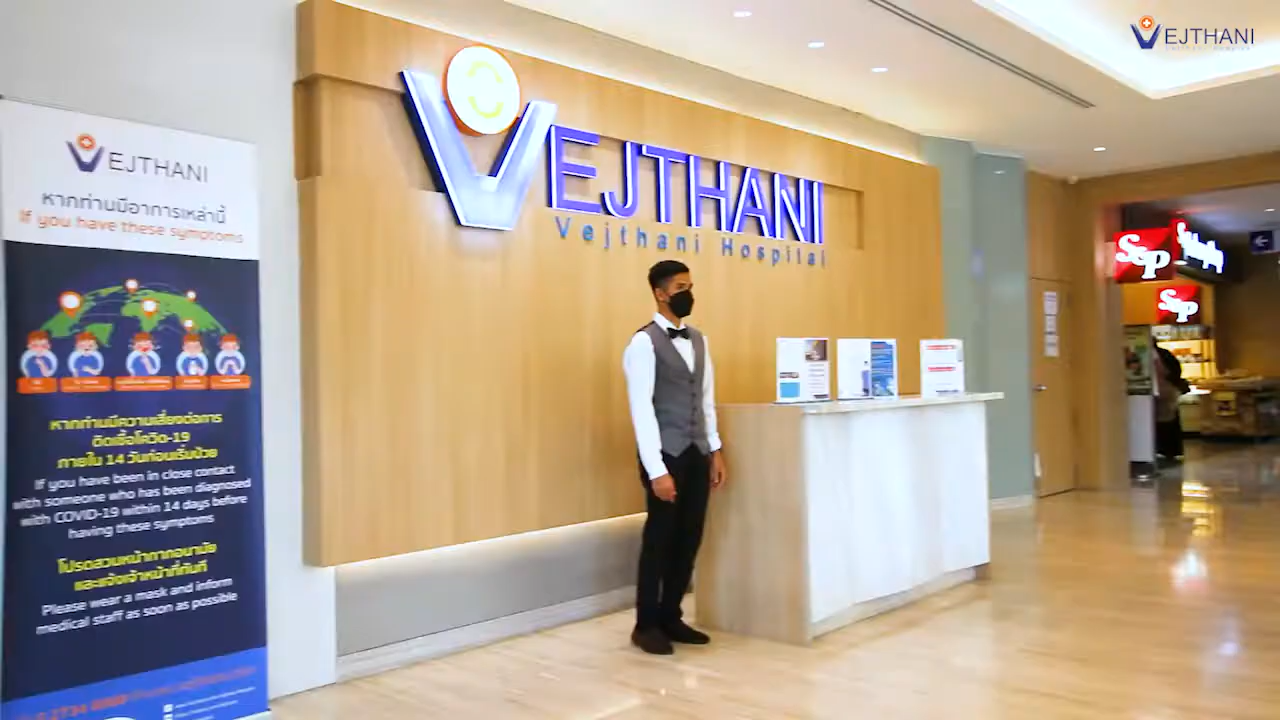 VEJTHANI
VEJTHANI
Vejthani Hospital
VEJTHANI
หากท่านมีอาการเหล่านี้
If you have these symptoms
หากท่านมีความเสี่ยงต่อการ
ติดเชื้อโควิด-19
ภายใน 14 วันก่อนเริ่มป่วย
If you have been in close contact
with someone who has been diagnosed
with COVID-19 within 14 days before
having these symptoms
โปรดสวมหน้ากากอนามัย
และแจ้งเจ้าหน้าที่ทันที
Please wear a mask and inform
medical staff as soon as possible
S&P
S&P